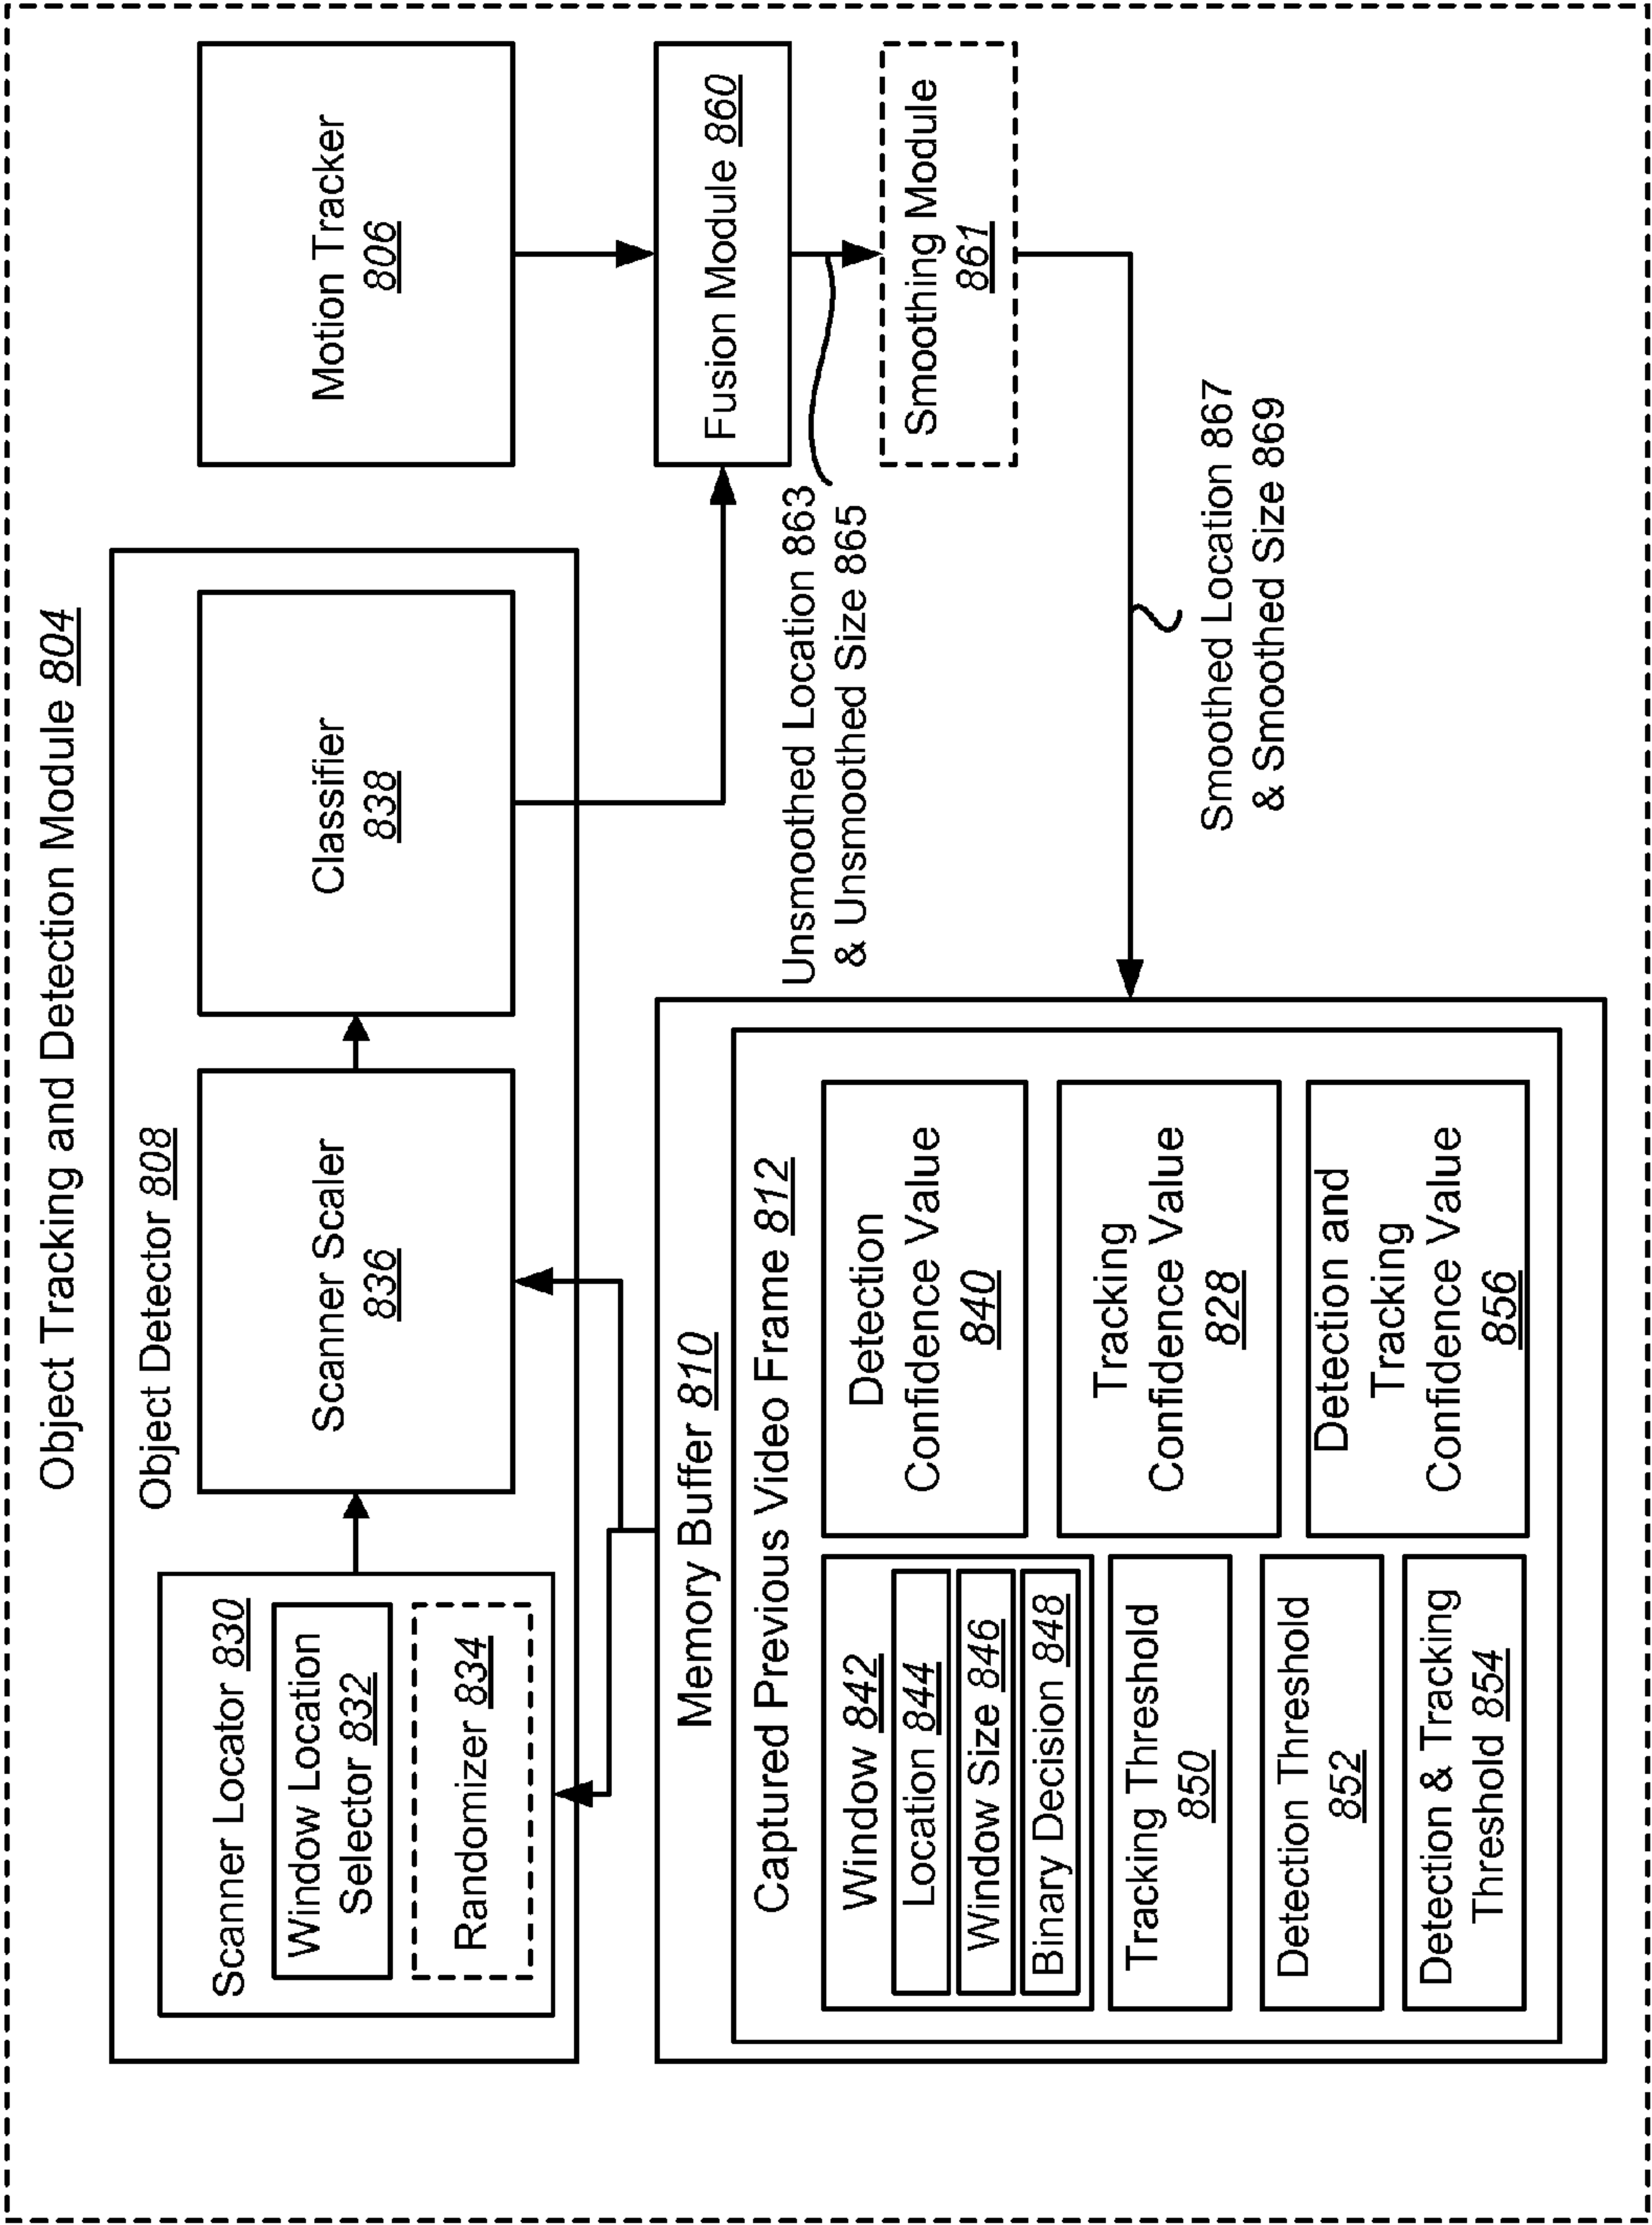 Object Tracking and Detection Module 804
Object Detector 808
Scanner Locator 830
Window Location
Selector 832
Randomizer 834
Scanner Scaler
836
Classifier
838
Motion Tracker
806
Fusion Module 860
Unsmoothed Location 863
& Unsmoothed Size 865
Smoothing Module
861
Smoothed Location 867
& Smoothed Size 869
Memory Buffer 810
Captured Previous Video Frame 812
Window 842
Location 844
Window Size 846
Binary Decision 848
Tracking Threshold
850
Detection Threshold
852
Detection & Tracking
Threshold 854
Detection
Confidence Value
840
Tracking
Confidence Value
828
Detection and
Tracking
Confidence Value
856